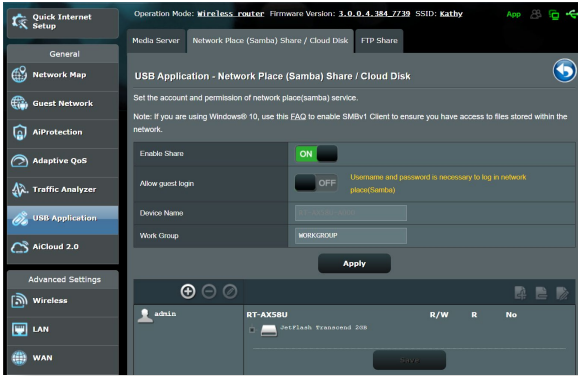 Quick Internet
Setup
Operation Mode: Wireless router Firmware Version: 3.0.0.4.384_7739 SSID: Kathy
App
Media Server
Network Place (Samba) Share / Cloud Disk
FTP Share
General
Network Map
Guest Network
AiProtection
Adaptive QoS
Traffic Analyzer
USB Application
AiCloud 2.0
Advanced Settings
Wireless
LAN
WAN
USB Application - Network Place (Samba) Share / Cloud Disk
Set the account and permission of network place(samba) service.
Note: If you are using Windows® 10, use this FAQ to enable SMBv1 Client to ensure you have access to files stored within the
network.
Enable Share
ON
Allow guest login
OFF
Username and password is necessary to log in network
place(Samba)
Device Name
Work Group
WORKGROUP
Apply
admin
RT-AX58U
R/W
R
No
JetFlash Transcend 2GB